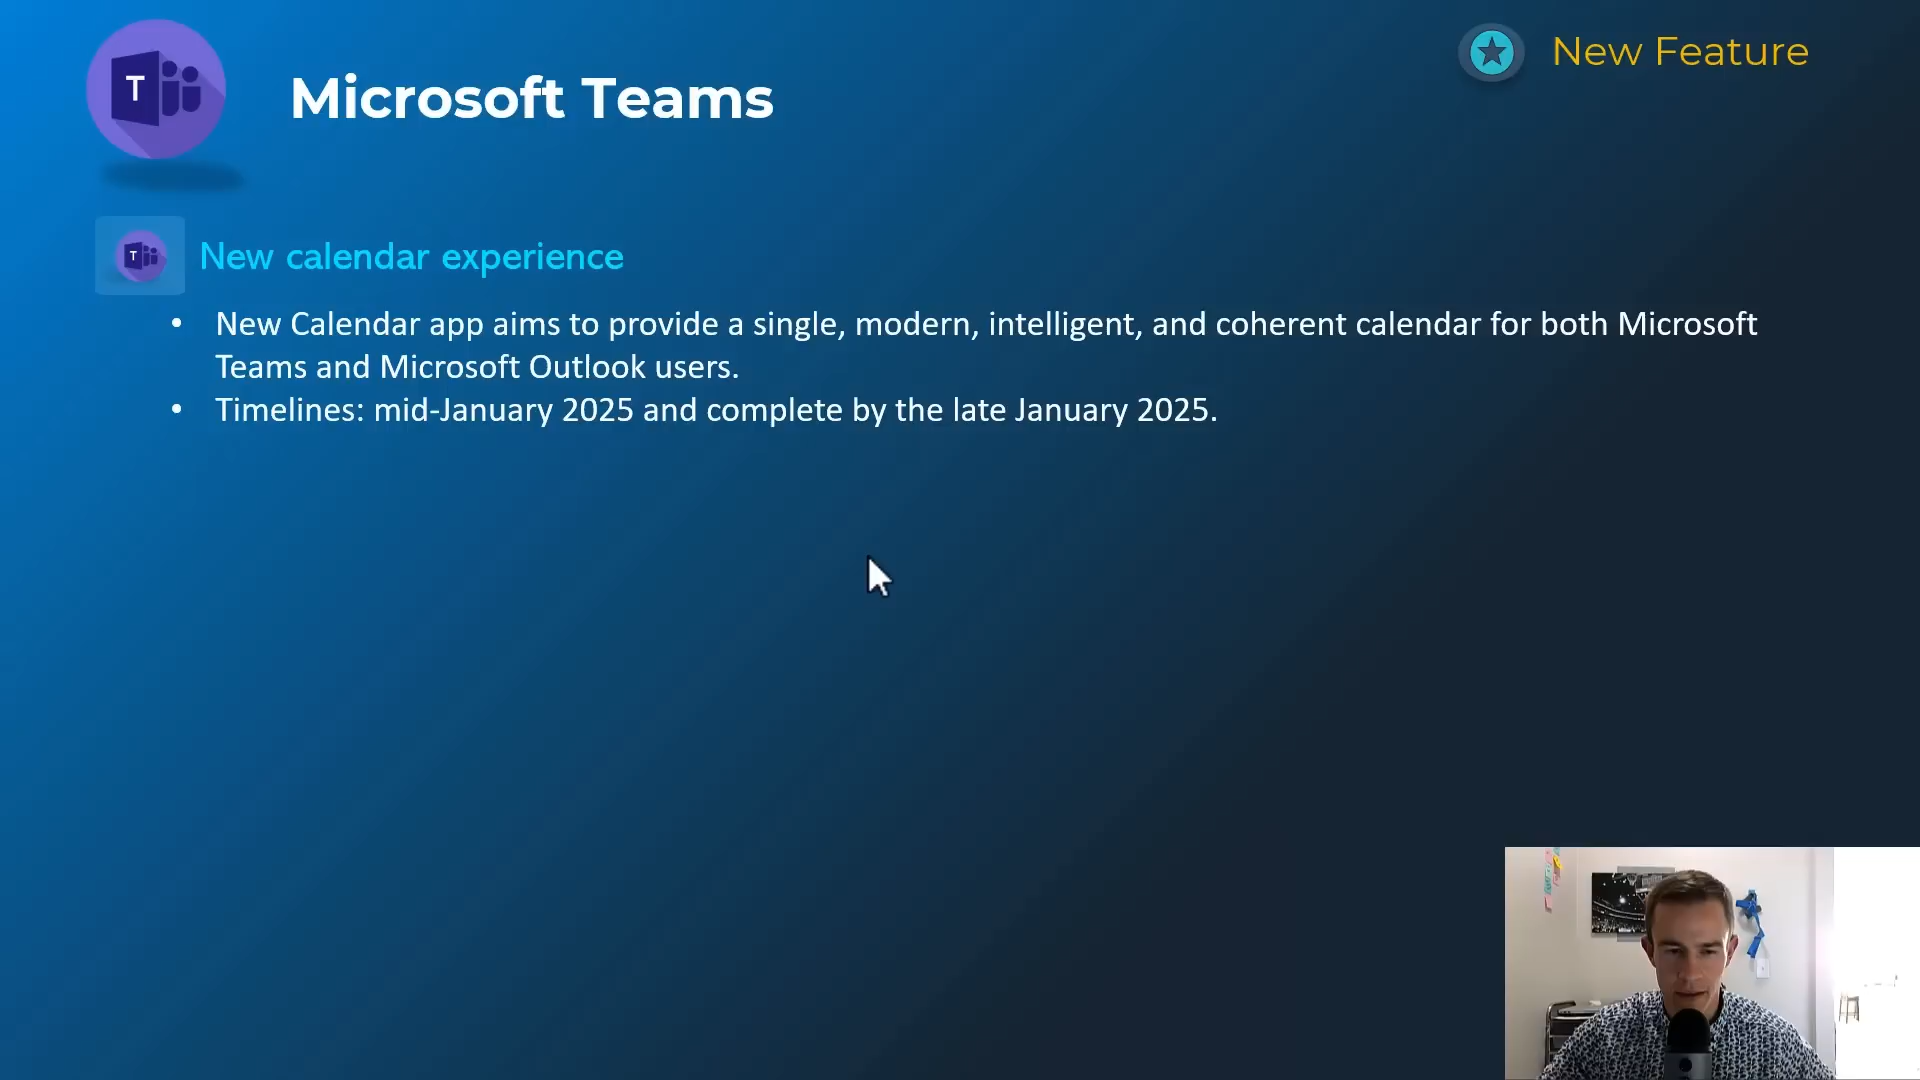 T
Microsoft Teams
New Feature
T
New calendar experience
• New Calendar app aims to provide a single, modern, intelligent, and coherent calendar for both Microsoft
Teams and Microsoft Outlook users.
• Timelines: mid-January 2025 and complete by the late January 2025.